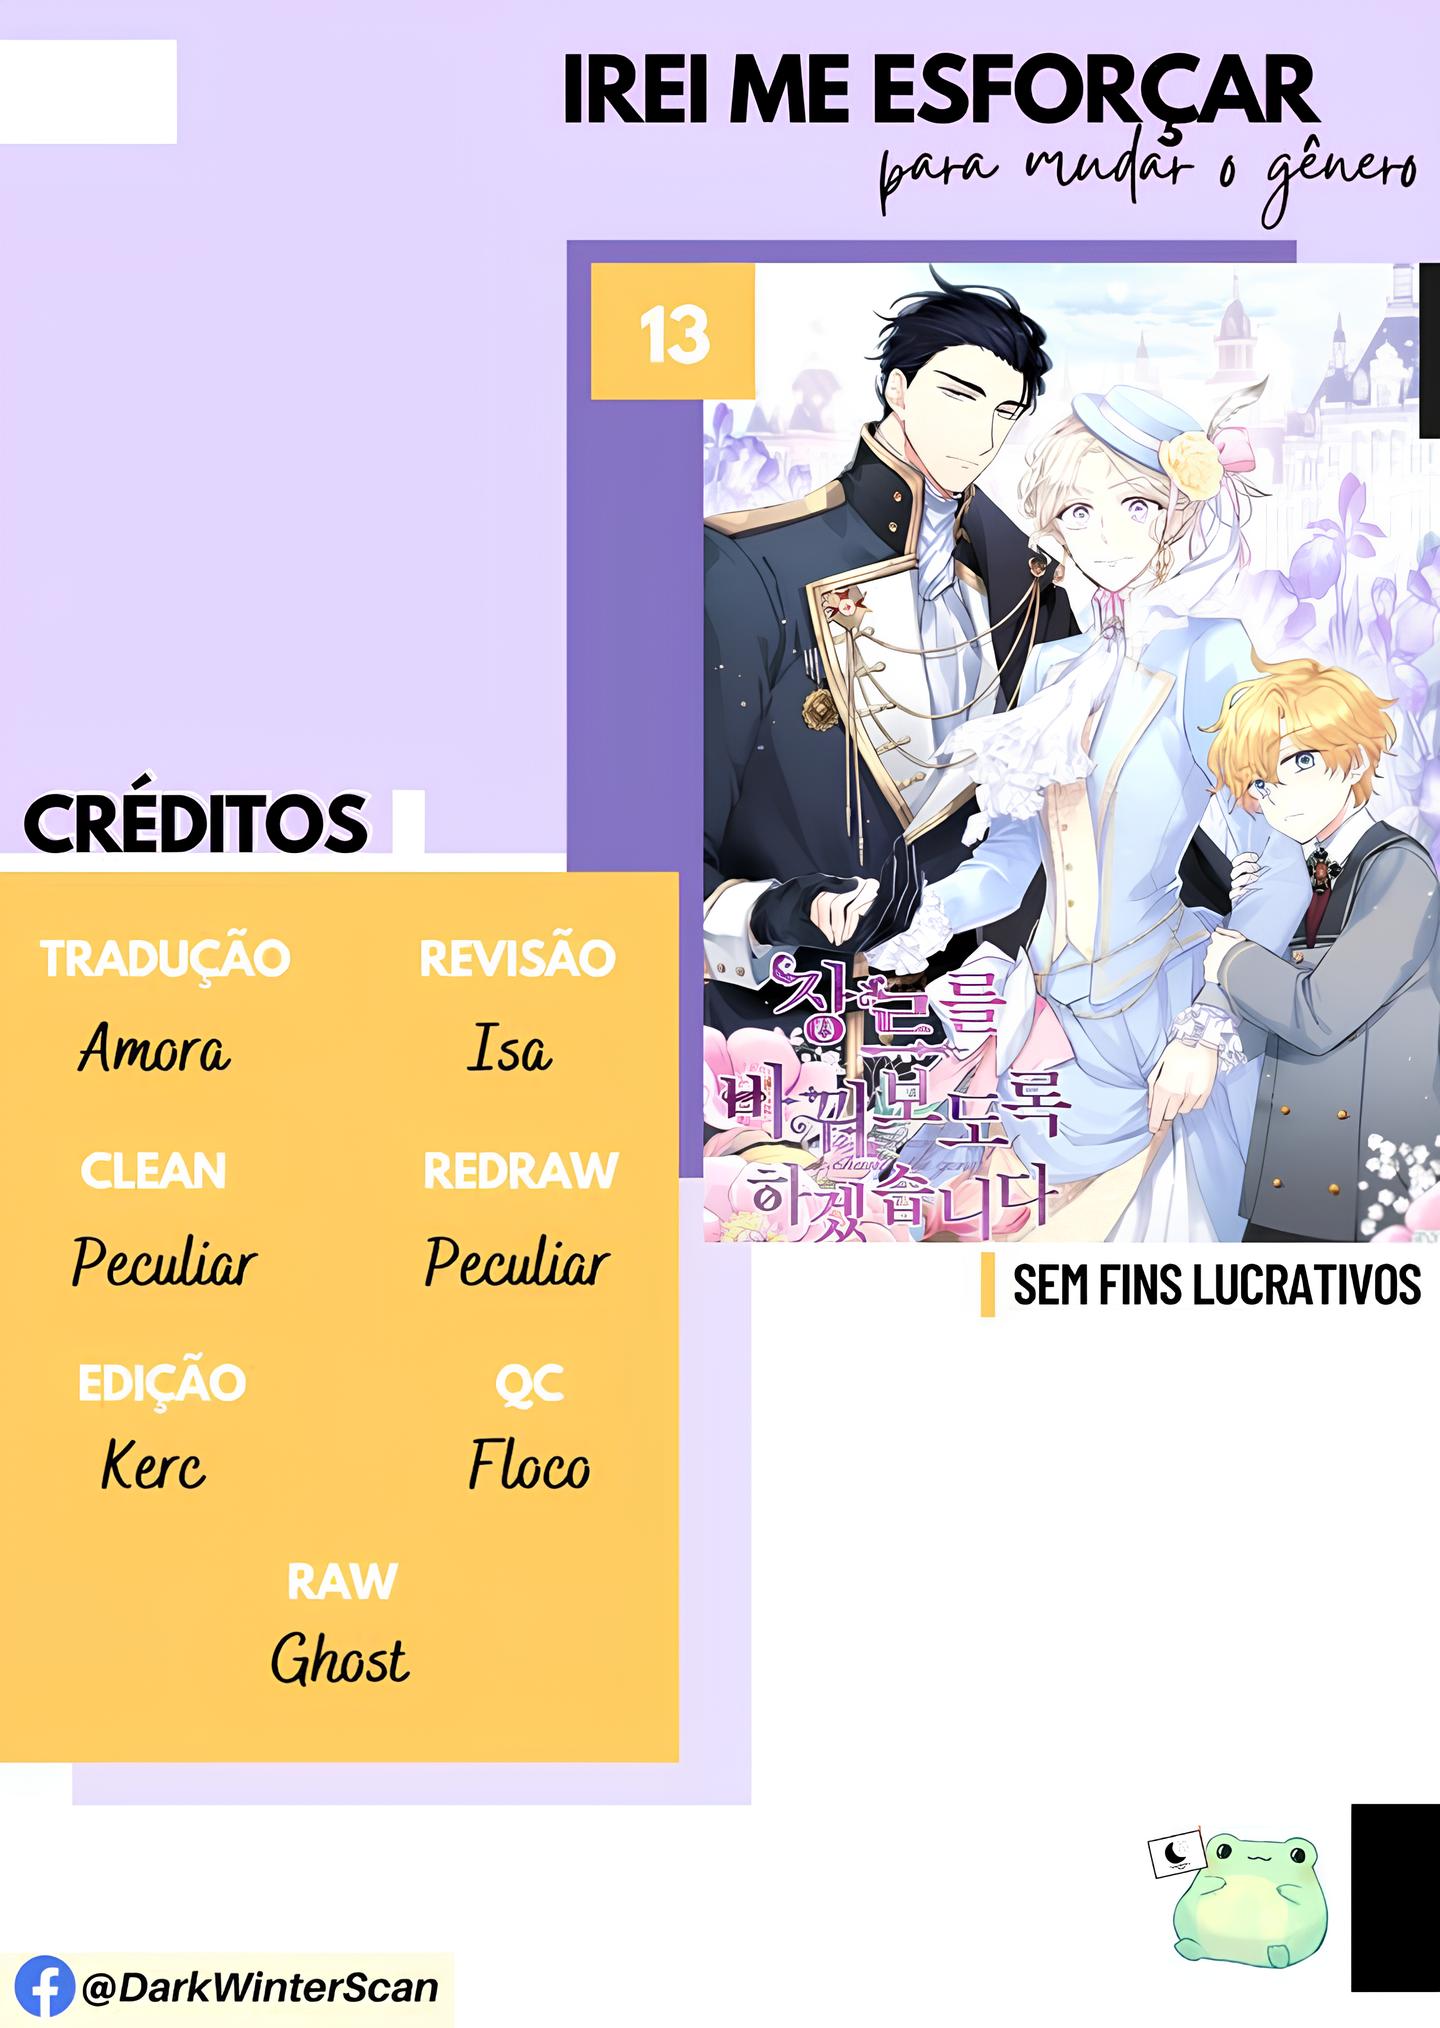 IREI ME ESFORÇAR
para mudar o gênero
13
장르를
바꿔보도록
하겠습니다
SEM FINS LUCRATIVOS
CRÉDITOS
TRADUÇÃO
Amora
REVISÃO
Isa
CLEAN
Peculiar
REDRAW
Peculiar
EDIÇÃO
Kerc
QC
Floco
RAW
Ghost
@DarkWinterScan